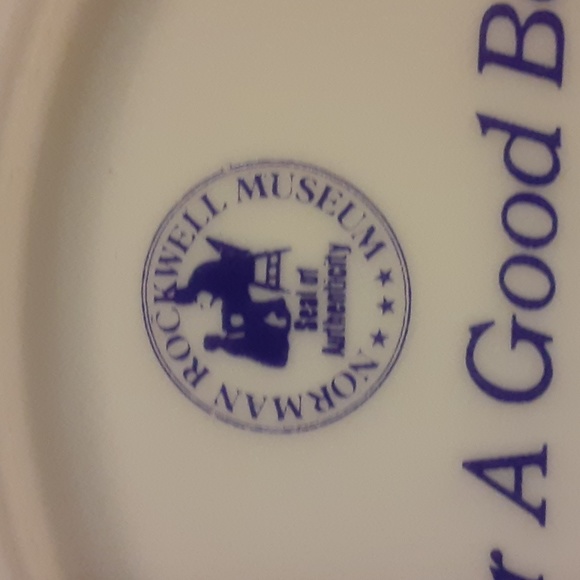 NORMAN ROCKWELL MUSEUM
Seal of
Authenticity
A Good